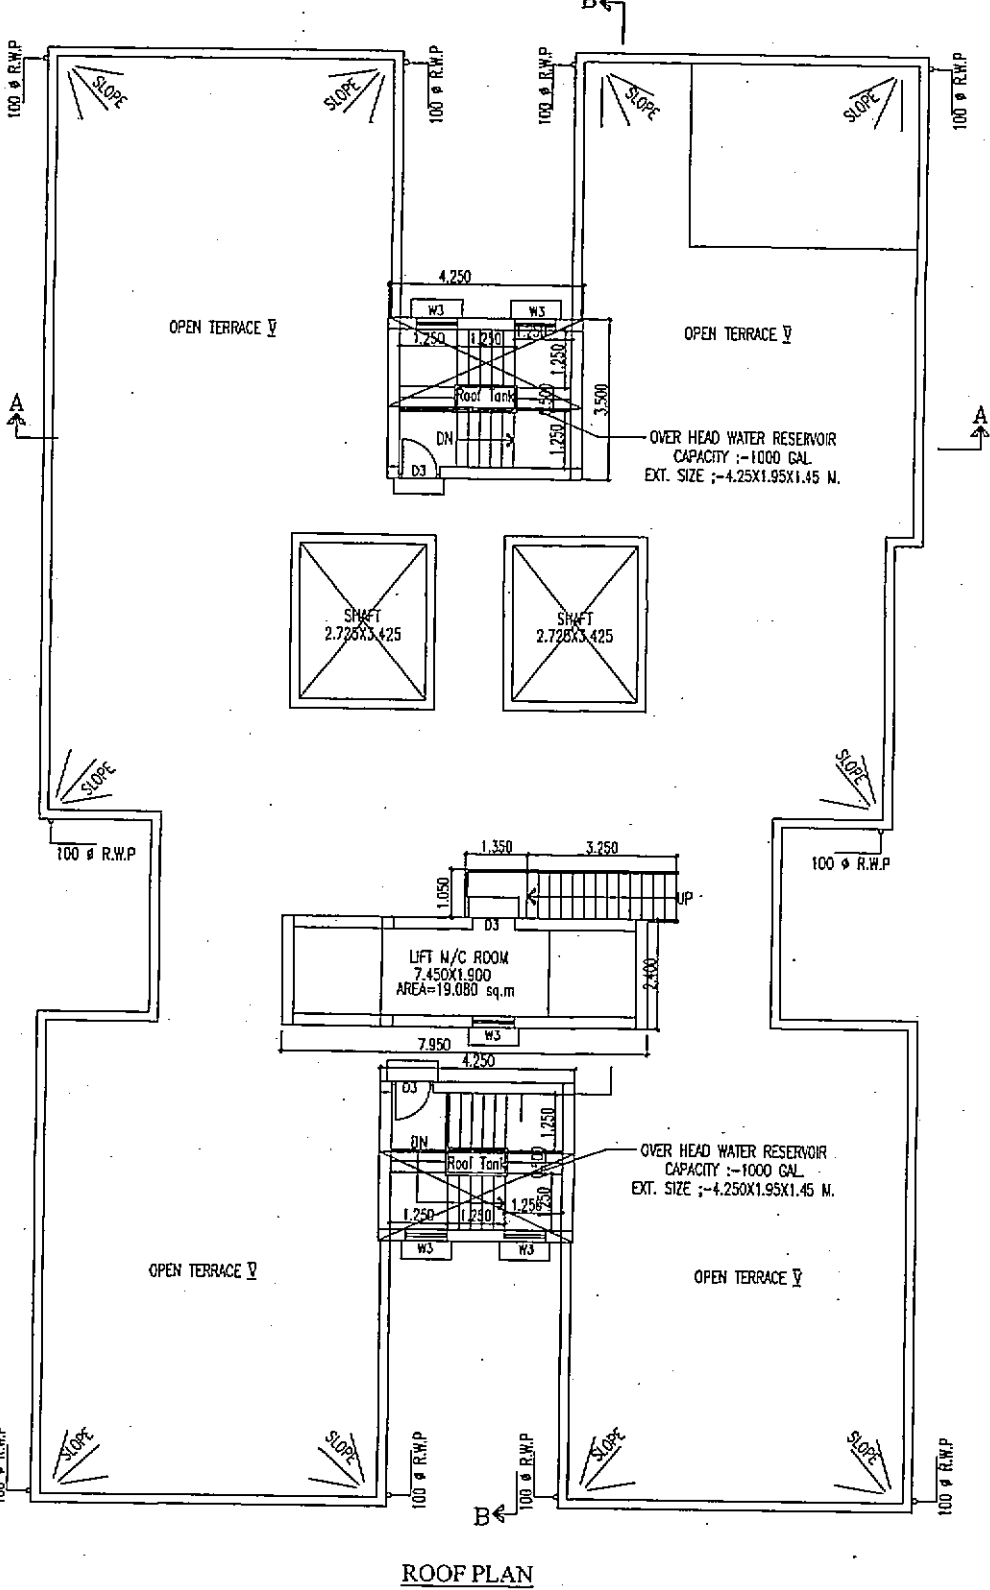 B
100 ø R.W.P
SLOPE
SLOPE
100 ø R.W.P
100 ø R.W.P
SLOPE
SLOPE
100 ø R.W.P
4.250
W3
W3
OPEN TERRACE V
OPEN TERRACE V
1.250
1.250
1.250
1.250
3.500
Roof Tank
.500
A
A
DN
1.250
D3
OVER HEAD WATER RESERVOIR
CAPACITY :-1000 GAL.
EXT. SIZE ;-4.25X1.95X1.45 M.
SHAFT
2.725X3.425
SHAFT
2.725X3.425
SLOPE
SLOPE
100 ø R.W.P
100 ø R.W.P
1.350
3.250
1.050
UP
D3
LIFT M/C ROOM
7.450X1.900
AREA=19.080 sq.m
2.400
W3
7.950
4.250
D3
1.250
DN
Roof Tank
OVER HEAD WATER RESERVOIR
CAPACITY :-1000 GAL.
EXT. SIZE ;-4.250X1.95X1.45 M.
1.250
1.250
1.250
W3
W3
OPEN TERRACE V
OPEN TERRACE V
SLOPE
SLOPE
SLOPE
SLOPE
100 ø R.W.P
100 ø R.W.P
100 ø R.W.P
B
ROOF PLAN